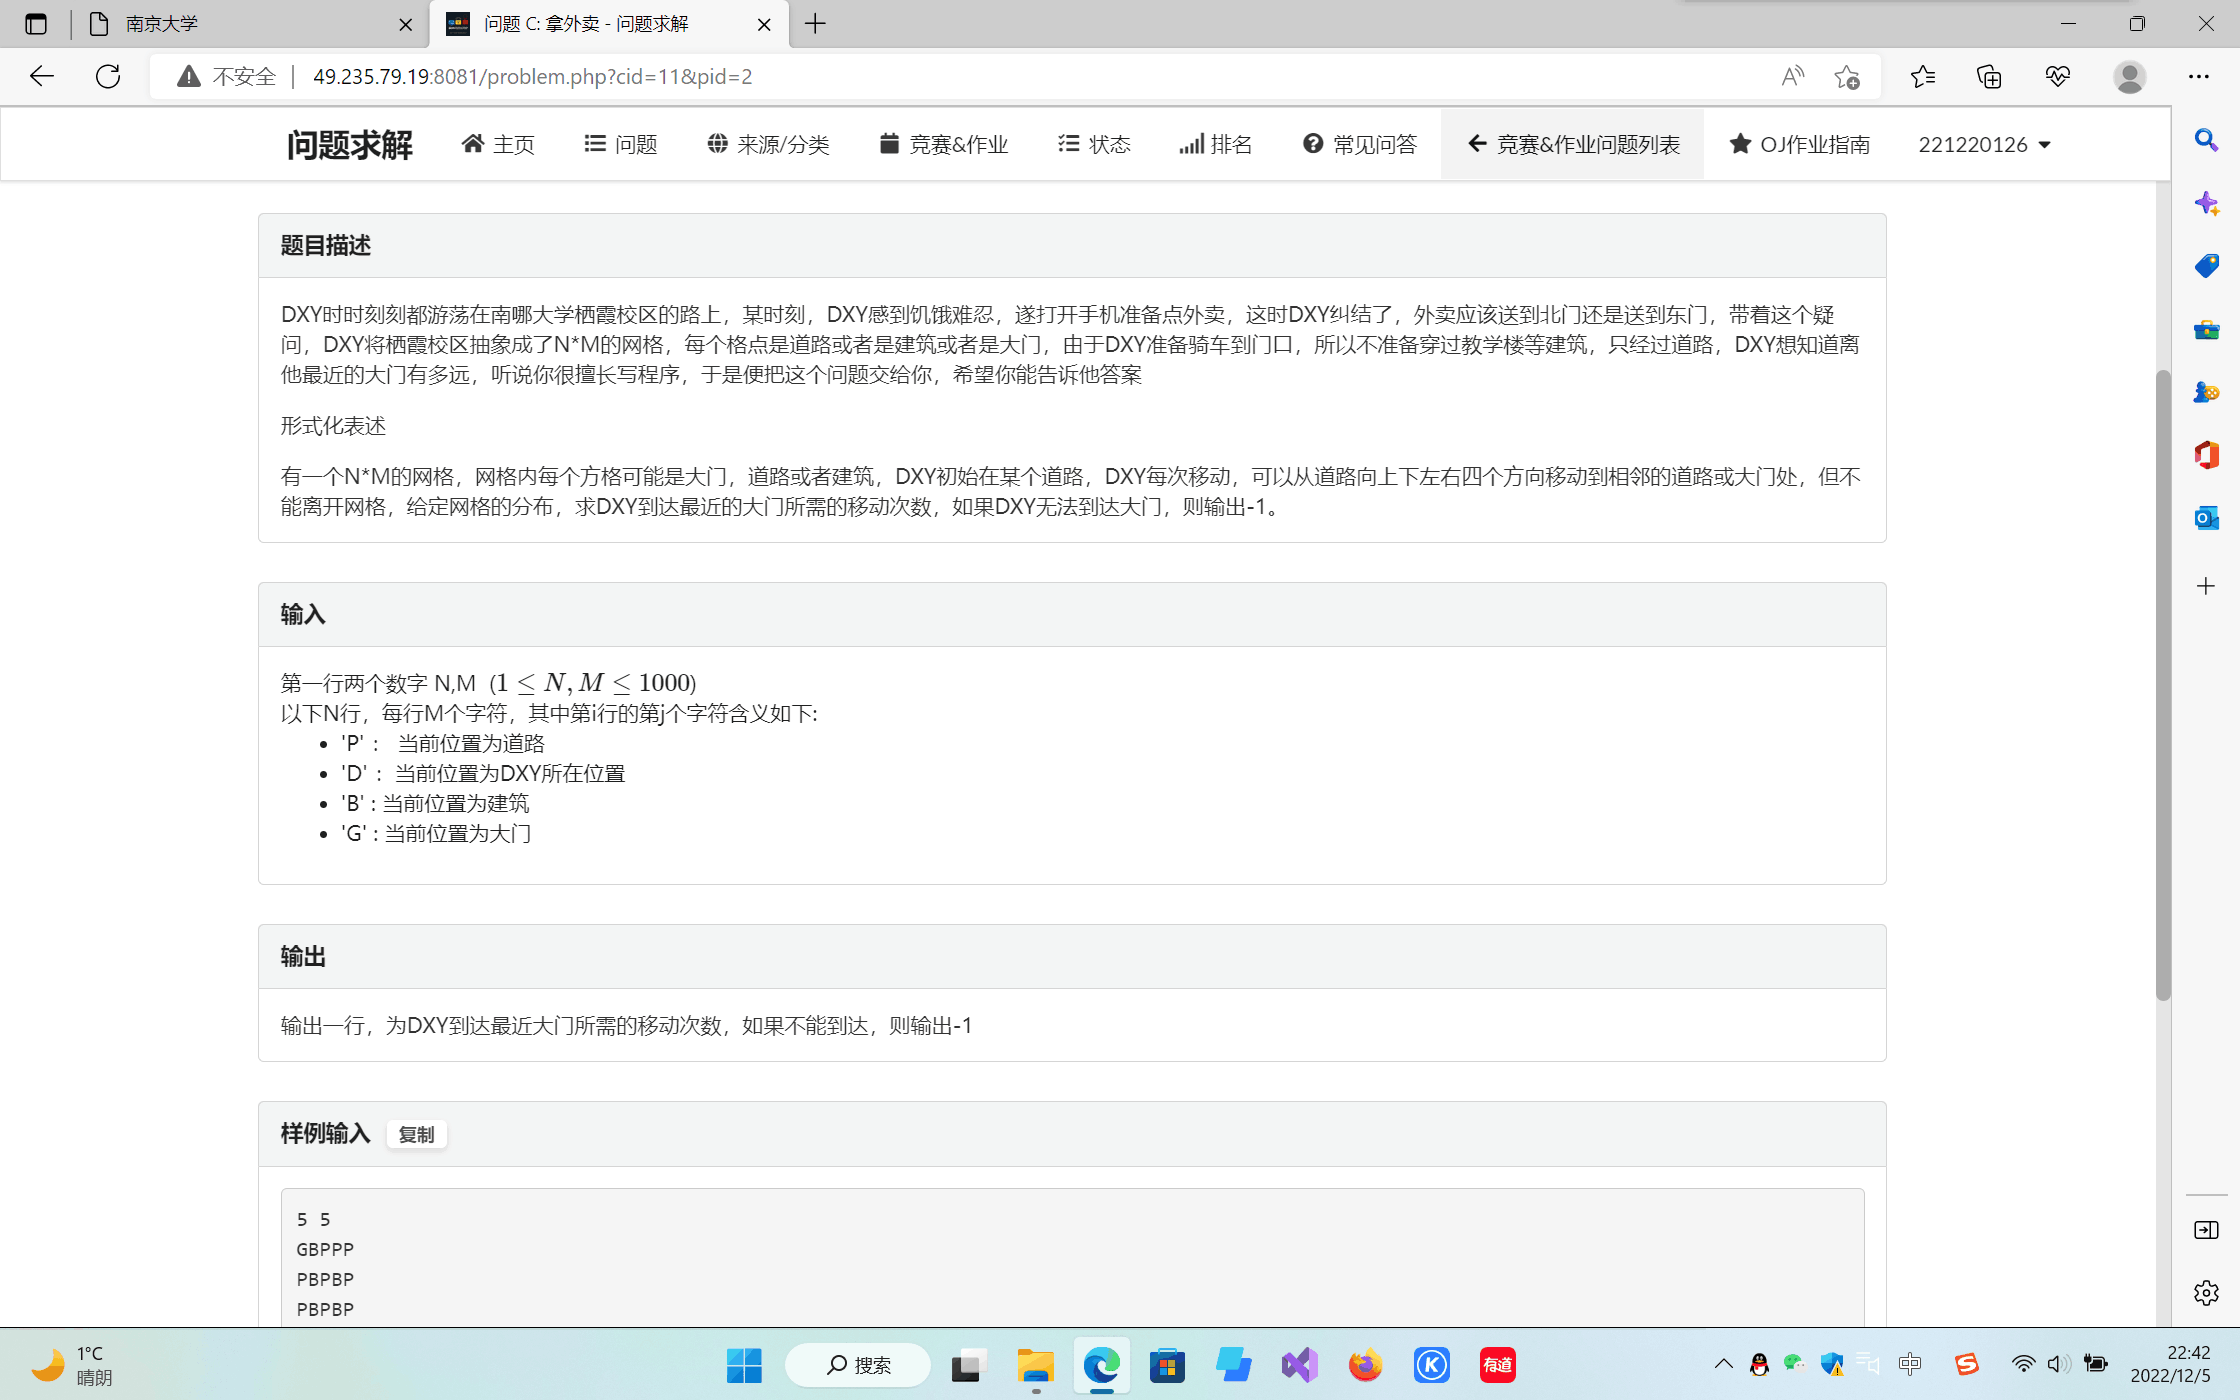 南京大学
问题 C: 拿外卖 - 问题求解
不安全 49.235.79.19:8081/problem.php?cid=11&pid=2
问题求解 主页 问题 来源/分类 竞赛&作业 状态 排名 常见问答 竞赛&作业问题列表 OJ作业指南 221220126
题目描述
DXY时时刻刻都游荡在南哪大学栖霞校区的路上，某时刻，DXY感到饥饿难忍，遂打开手机准备点外卖，这时DXY纠结了，外卖应该送到北门还是送到东门，带着这个疑
问，DXY将栖霞校区抽象成了N*M的网格，每个格点是道路或者是建筑或者是大门，由于DXY准备骑车到门口，所以不准备穿过教学楼等建筑，只经过道路，DXY想知道离
他最近的大门有多远，听说你很擅长写程序，于是便把这个问题交给你，希望你能告诉他答案
形式化表述
有一个N*M的网格，网格内每个方格可能是大门，道路或者建筑，DXY初始在某个道路，DXY每次移动，可以从道路向上下左右四个方向移动到相邻的道路或大门处，但不
能离开网格，给定网格的分布，求DXY到达最近的大门所需的移动次数，如果DXY无法到达大门，则输出-1。
输入
第一行两个数字 N,M（1 ≤ N, M ≤ 1000）
以下N行，每行M个字符，其中第i行的第j个字符含义如下:
• 'P' ： 当前位置为道路
• 'D' ：当前位置为DXY所在位置
• 'B' : 当前位置为建筑
• 'G' : 当前位置为大门
输出
输出一行，为DXY到达最近大门所需的移动次数，如果不能到达，则输出-1
样例输入 复制
5 5
GBPPP
PBPBP
PBPBP
1°C
晴朗
搜索
有道
中
22:42
2022/12/5